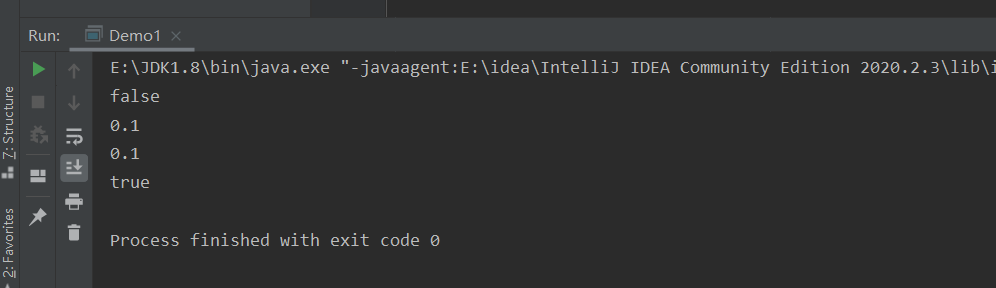 Run: Demo1
E:\JDK1.8\bin\java.exe "-javaagent:E:\idea\IntelliJ IDEA Community Edition 2020.2.3\lib\i
false
0.1
0.1
true
Process finished with exit code 0
7: Structure
2: Favorites